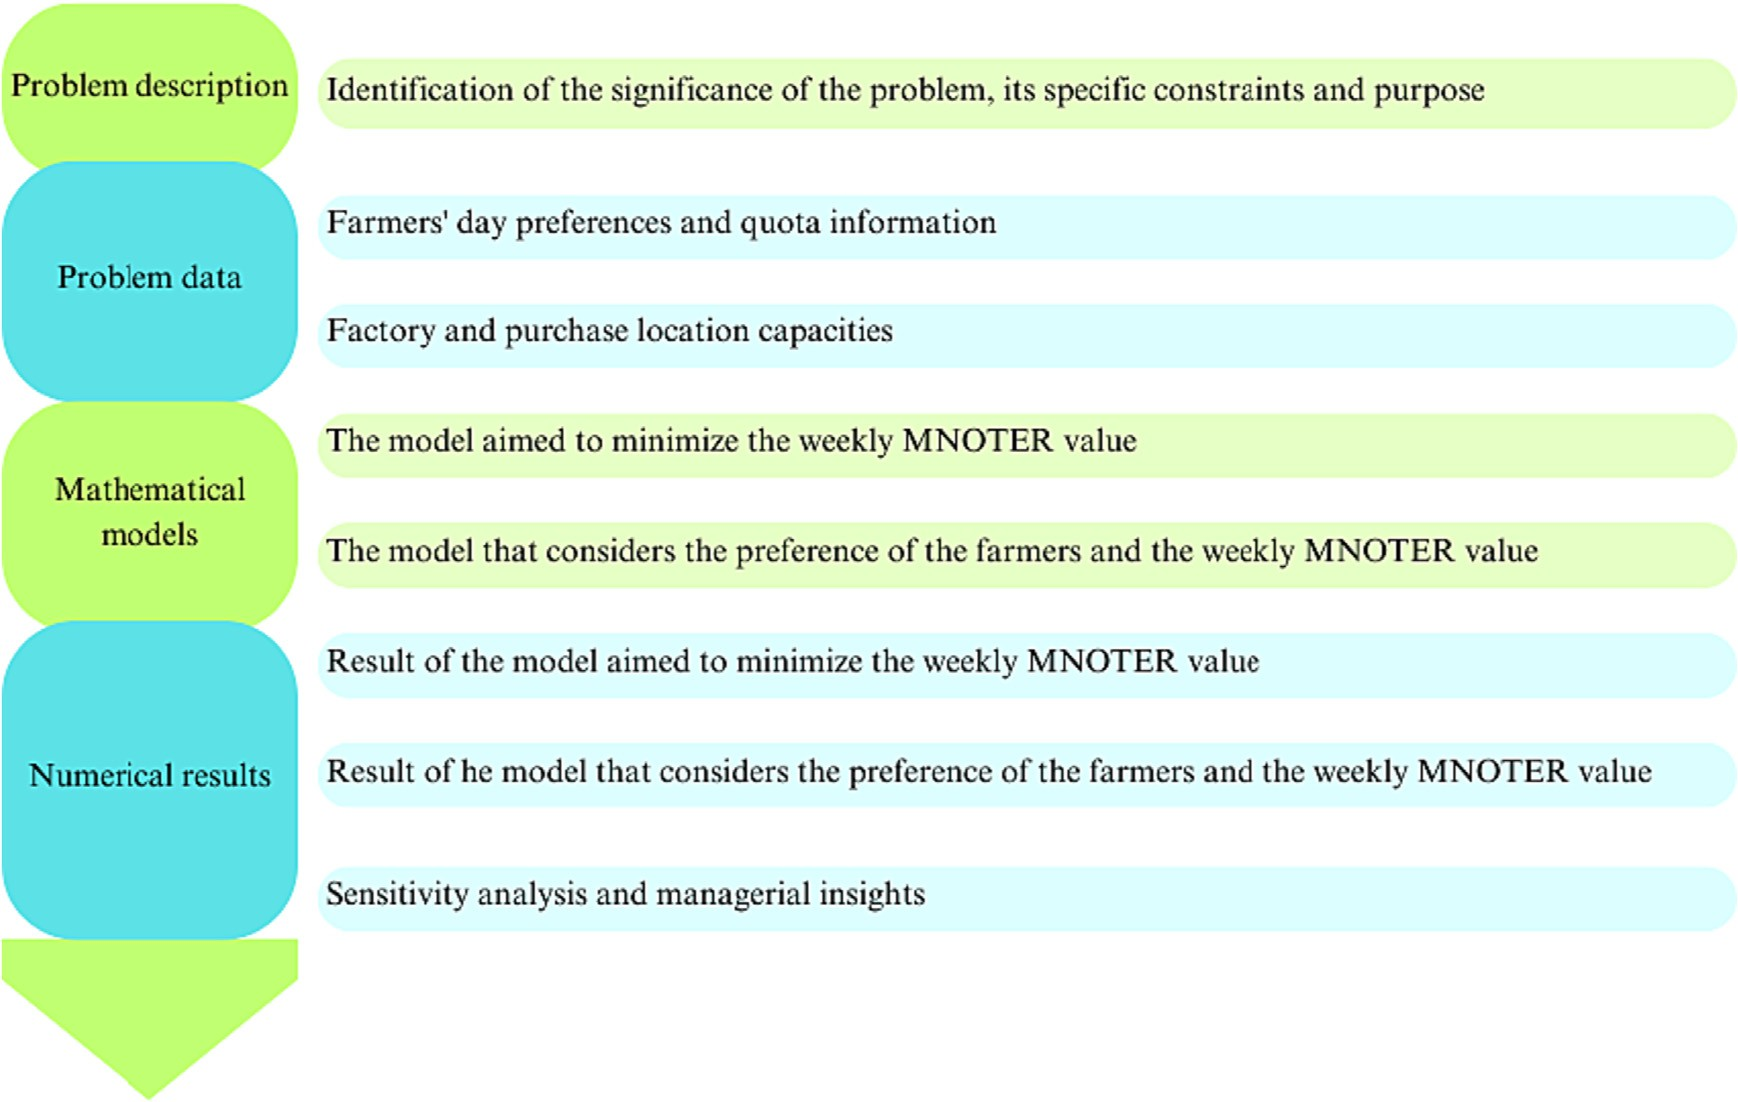 Problem description
Identification of the significance of the problem, its specific constraints and purpose
Problem data
Farmers' day preferences and quota information
Factory and purchase location capacities
Mathematical
models
The model aimed to minimize the weekly MNOTER value
The model that considers the preference of the farmers and the weekly MNOTER value
Numerical results
Result of the model aimed to minimize the weekly MNOTER value
Result of he model that considers the preference of the farmers and the weekly MNOTER value
Sensitivity analysis and managerial insights